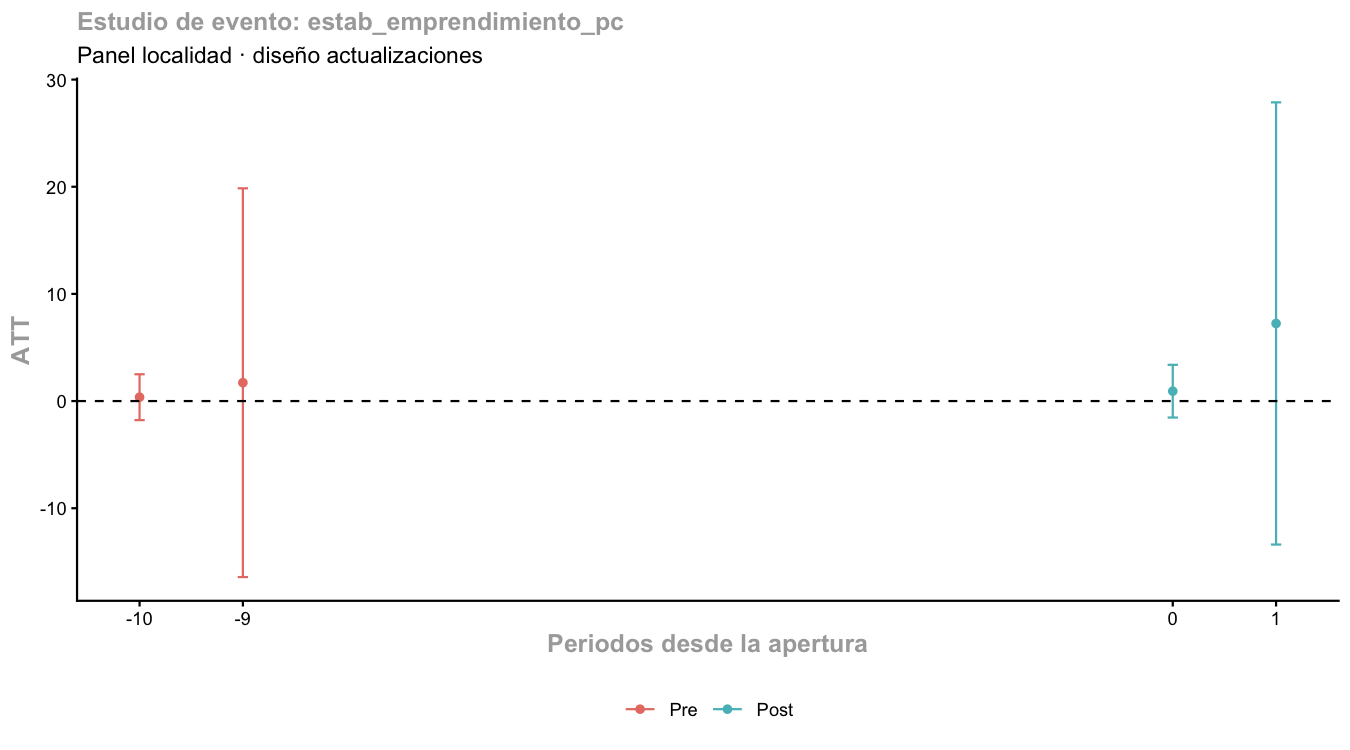 Estudio de evento: estab_emprendimiento_pc
Panel localidad · diseño actualizaciones
30
20
10
0
-10
ATT
-10 -9 0 1
Periodos desde la apertura
Pre Post